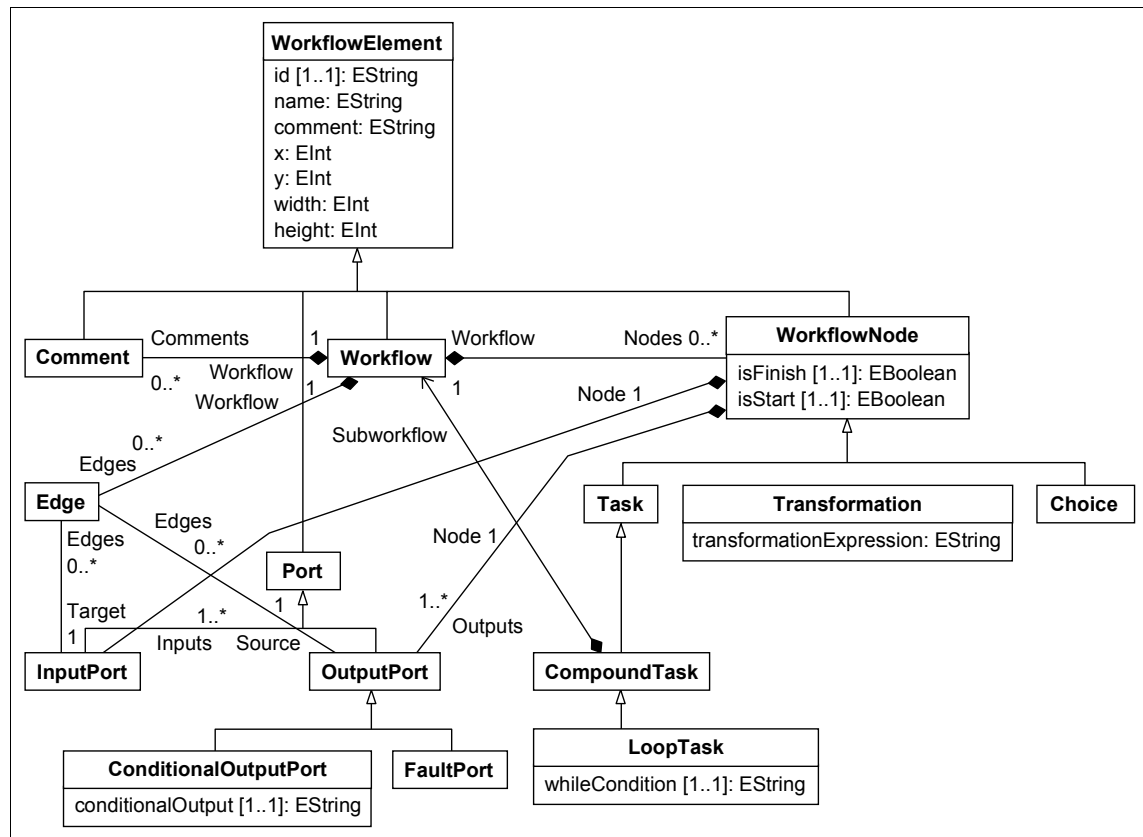 WorkflowElement
id [1..1]: EString
name: EString
comment: EString
x: EInt
y: EInt
width: EInt
height: EInt
Comment
Comments
0..*
1
Workflow
Workflow
Workflow
1
Nodes 0..*
WorkflowNode
isFinish [1..1]: EBoolean
isStart [1..1]: EBoolean
Workflow
1
0..*
Edges
Subworkflow
Node 1
Edge
Edges
0..*
Edges
0..*
Node 1
Task
Transformation
transformationExpression: EString
Choice
Port
Target
1
1..*
Inputs
1
Source
1..*
Outputs
InputPort
OutputPort
CompoundTask
ConditionalOutputPort
conditionalOutput [1..1]: EString
FaultPort
LoopTask
whileCondition [1..1]: EString